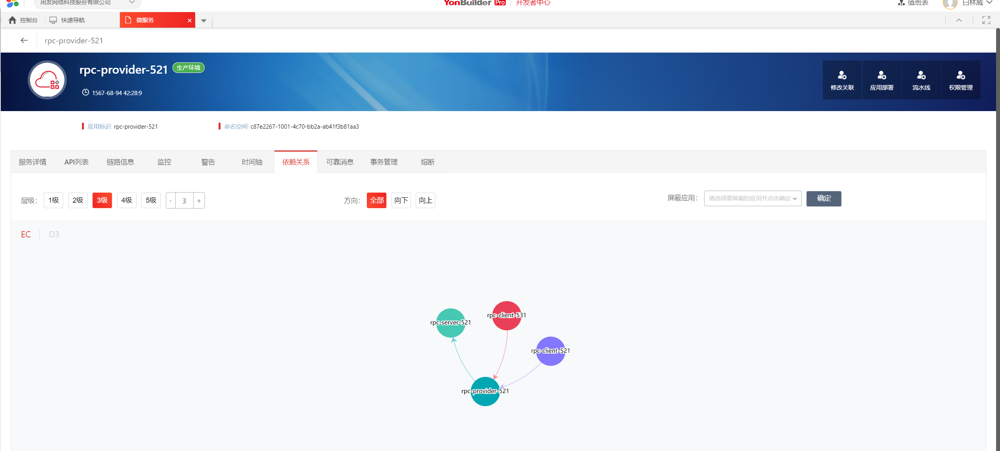 用友网络科技股份有限公司
YonBuilder Pro 开发者中心
值班表
白林威
控制台 快速导航 微服务
rpc-provider-521
rpc-provider-521 生产环境
1567-68-94 42:28:9
修改关联 应用部署 流水线 权限管理
应用标识 rpc-provider-521 命名空间 c87e2267-1001-4c70-bb2a-ab41f3b81aa3
服务详情 API列表 链路信息 监控 警告 时间轴 依赖关系 可靠消息 事务管理 熔断
层级: 1级 2级 3级 4级 5级 - 3 + 方向: 全部 向下 向上 屏蔽应用: 请选择要屏蔽的应用并点击确定 确定
EC D3
rpc-client-531
rpc-server-521
rpc-client-521
rpc-provider-521